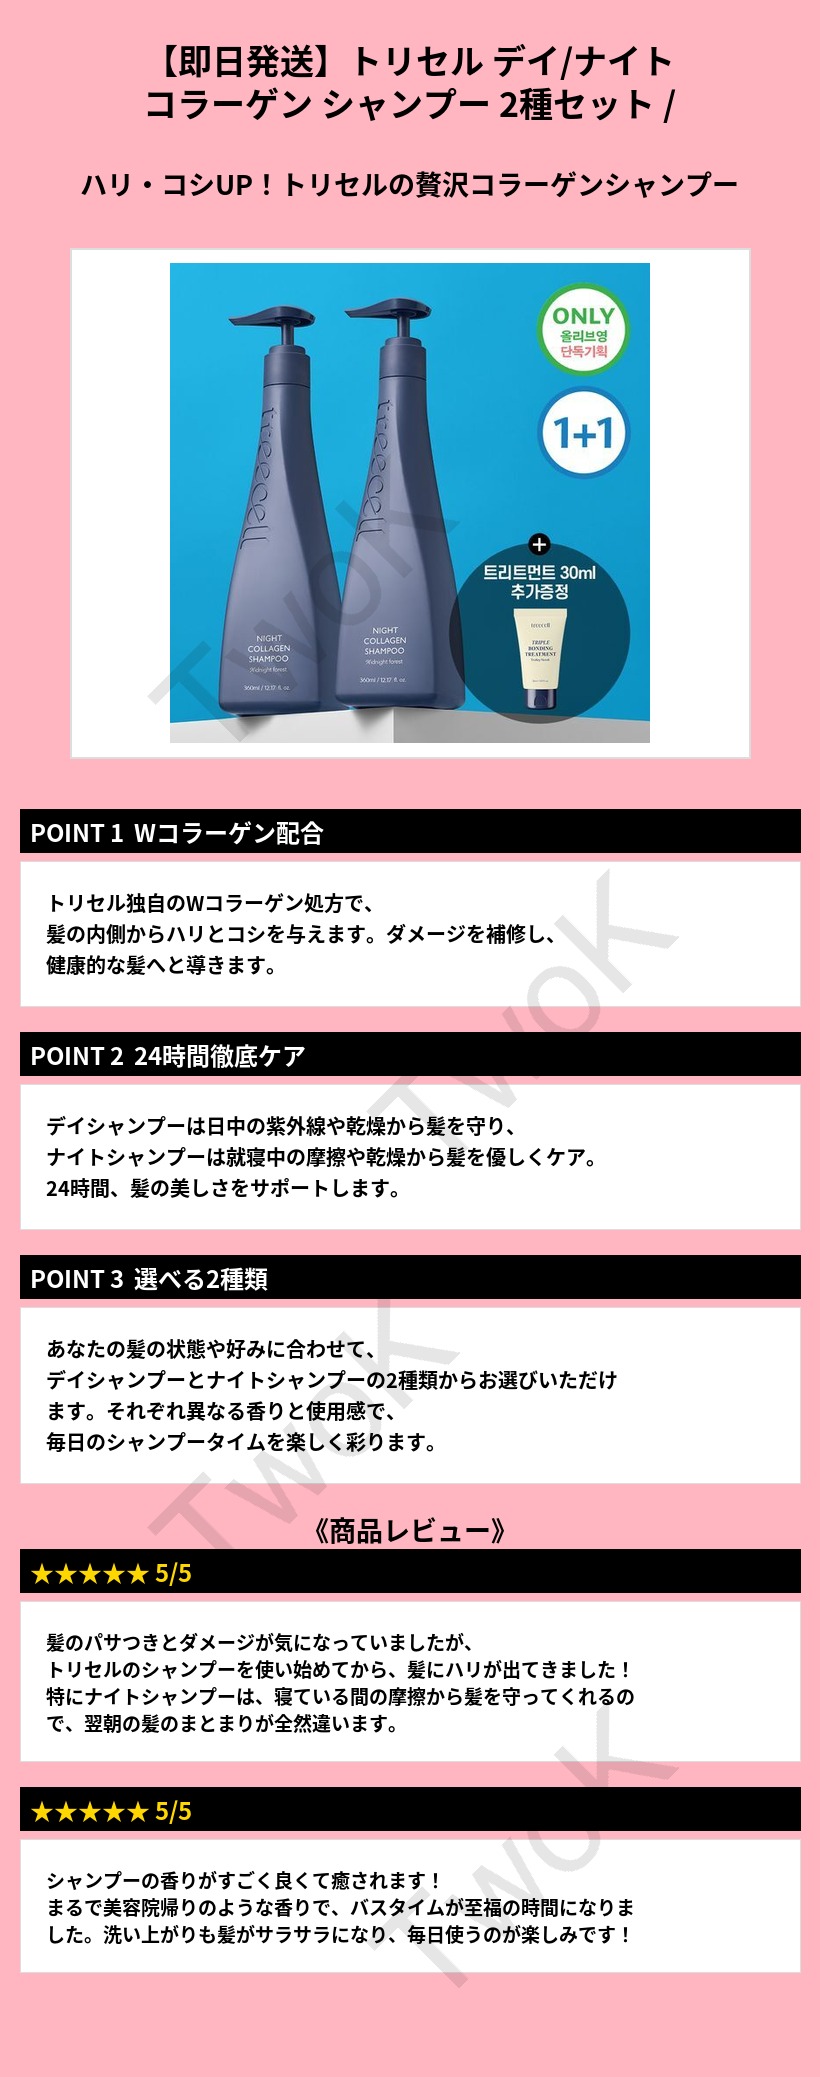 【即日発送】トリセル デイ/ナイト
コラーゲン シャンプー 2種セット /
ハリ・コシUP！トリセルの贅沢コラーゲンシャンプー
ONLY
올리브영
단독기획
1+1
treecell
treecell
NIGHT
COLLAGEN
SHAMPOO
Midnight forest
360ml / 12.17 fl. oz.
NIGHT
COLLAGEN
SHAMPOO
Midnight forest
360ml / 12.17 fl. oz.
+
트리트먼트 30ml
추가증정
treecell
TRIPLE
BONDING
TREATMENT
TwoK
POINT 1 Wコラーゲン配合
トリセル独自のWコラーゲン処方で、
髪の内側からハリとコシを与えます。ダメージを補修し、
健康的な髪へと導きます。
TwoK
POINT 2 24時間徹底ケア
デイシャンプーは日中の紫外線や乾燥から髪を守り、
ナイトシャンプーは就寝中の摩擦や乾燥から髪を優しくケア。
24時間、髪の美しさをサポートします。
POINT 3 選べる2種類
あなたの髪の状態や好みに合わせて、
デイシャンプーとナイトシャンプーの2種類からお選びいただけ
ます。それぞれ異なる香りと使用感で、
毎日のシャンプータイムを楽しく彩ります。
TwoK
《商品レビュー》
★★★★★ 5/5
髪のパサつきとダメージが気になっていましたが、
トリセルのシャンプーを使い始めてから、髪にハリが出てきました！
特にナイトシャンプーは、寝ている間の摩擦から髪を守ってくれるの
で、翌朝の髪のまとまりが全然違います。
★★★★★ 5/5
シャンプーの香りがすごく良くて癒されます！
まるで美容院帰りのような香りで、バスタイムが至福の時間になりま
した。洗い上がりも髪がサラサラになり、毎日使うのが楽しみです！
TwoK